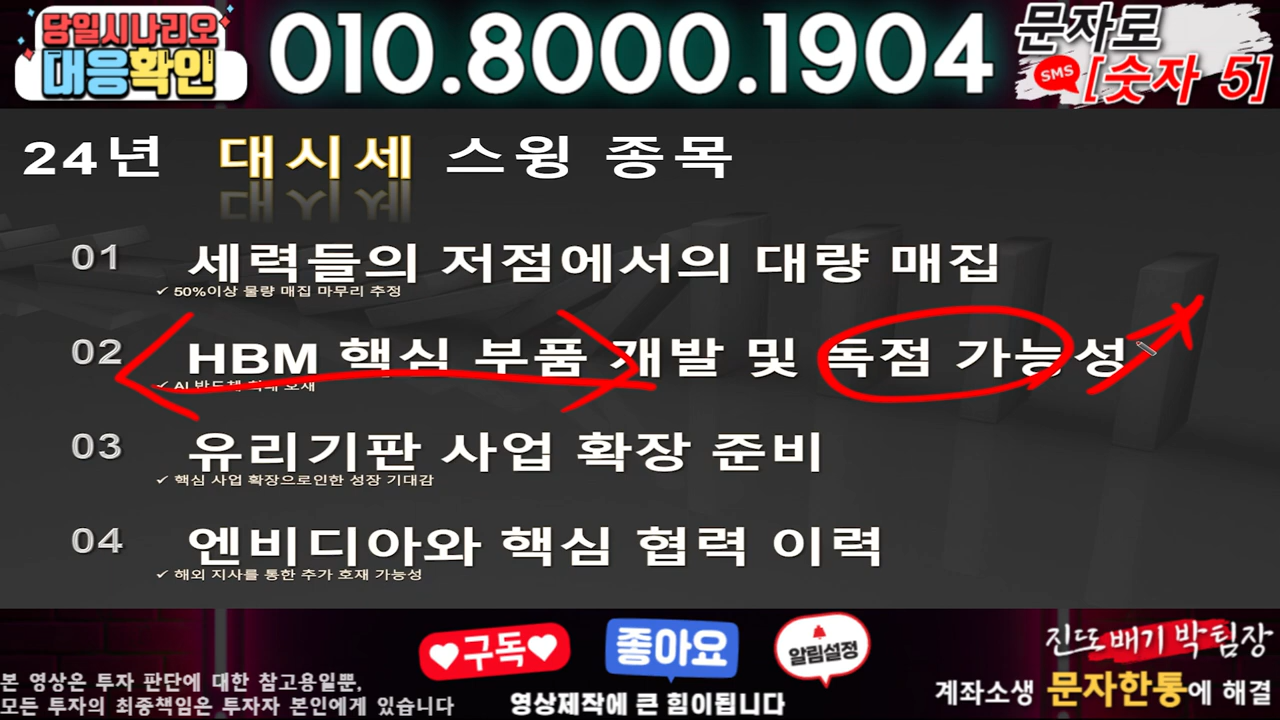 당일시나리오
대응확인
010.8000.1904
문자로
SMS
[숫자 5]
24년 대시세 스윙 종목
01 세력들의 저점에서의 대량 매집
✓ 50%이상 물량 매집 마무리 추정
02 HBM 핵심 부품 개발 및 독점 가능성
✓ AI 반도체 확대 호재
03 유리기판 사업 확장 준비
✓ 핵심 사업 확장으로인한 성장 기대감
04 엔비디아와 핵심 협력 이력
✓ 해외 지사를 통한 추가 호재 가능성
구독
좋아요
알림설정
영상제작에 큰 힘이됩니다
본 영상은 투자 판단에 대한 참고용일뿐,
모든 투자의 최종책임은 투자자 본인에게 있습니다
진또배기 박팀장
계좌소생 문자한통에 해결